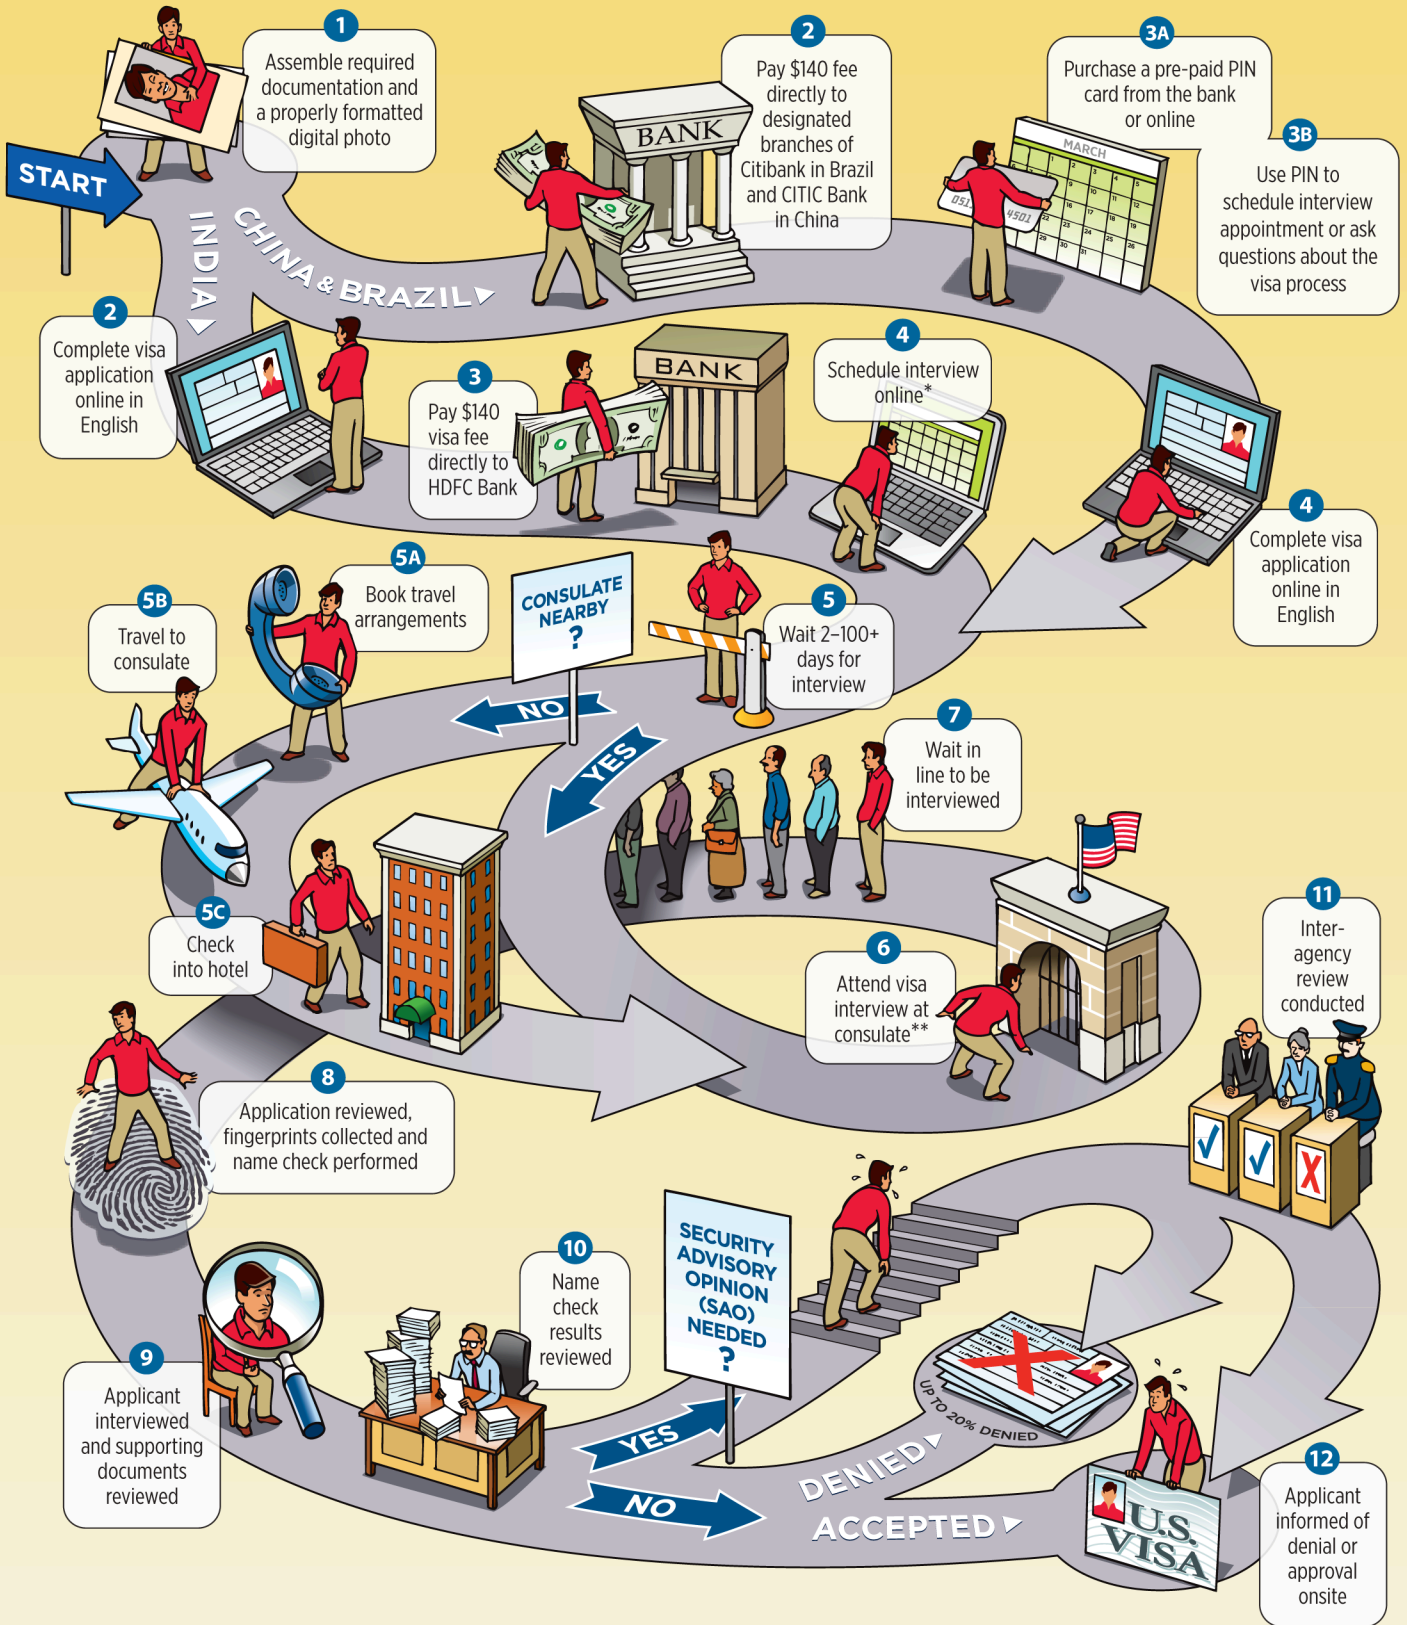 1
Assemble required
documentation and
a properly formatted
digital photo
START
INDIA
CHINA & BRAZIL
2
Pay $140 fee
directly to
designated
branches of
Citibank in Brazil
and CITIC Bank
in China
BANK
3A
Purchase a pre-paid PIN
card from the bank
or online
3B
Use PIN to
schedule interview
appointment or ask
questions about the
visa process
MARCH
4501
2
Complete visa
application
online in
English
3
Pay $140
visa fee
directly to
HDFC Bank
BANK
4
Schedule interview
online*
4
Complete visa
application
online in
English
5
Wait 2–100+
days for
interview
CONSULATE
NEARBY
?
NO
YES
5A
Book travel
arrangements
5B
Travel to
consulate
5C
Check
into hotel
7
Wait in
line to be
interviewed
6
Attend visa
interview at
consulate**
11
Inter-
agency
review
conducted
8
Application reviewed,
fingerprints collected and
name check performed
9
Applicant
interviewed
and supporting
documents
reviewed
10
Name
check
results
reviewed
SECURITY
ADVISORY
OPINION
(SAO)
NEEDED
?
YES
NO
DENIED
UP TO 20% DENIED
ACCEPTED
U.S.
VISA
12
Applicant
informed of
denial or
approval
onsite